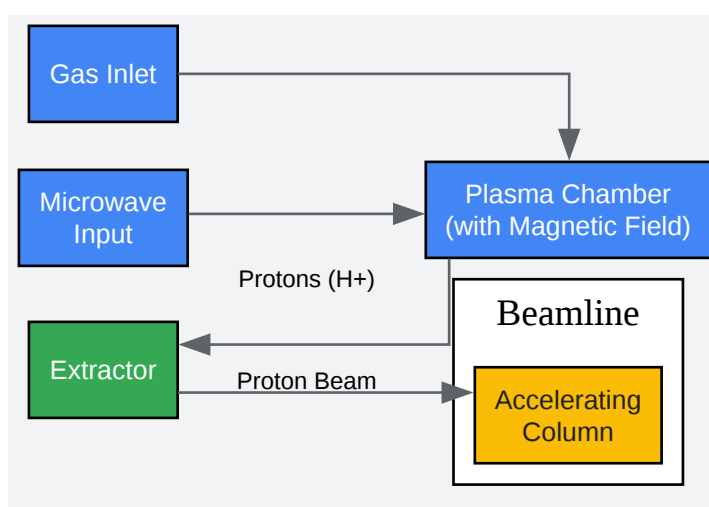 Gas Inlet
Microwave
Input
Plasma Chamber
(with Magnetic Field)
Protons (H+)
Beamline
Extractor
Proton Beam
Accelerating
Column